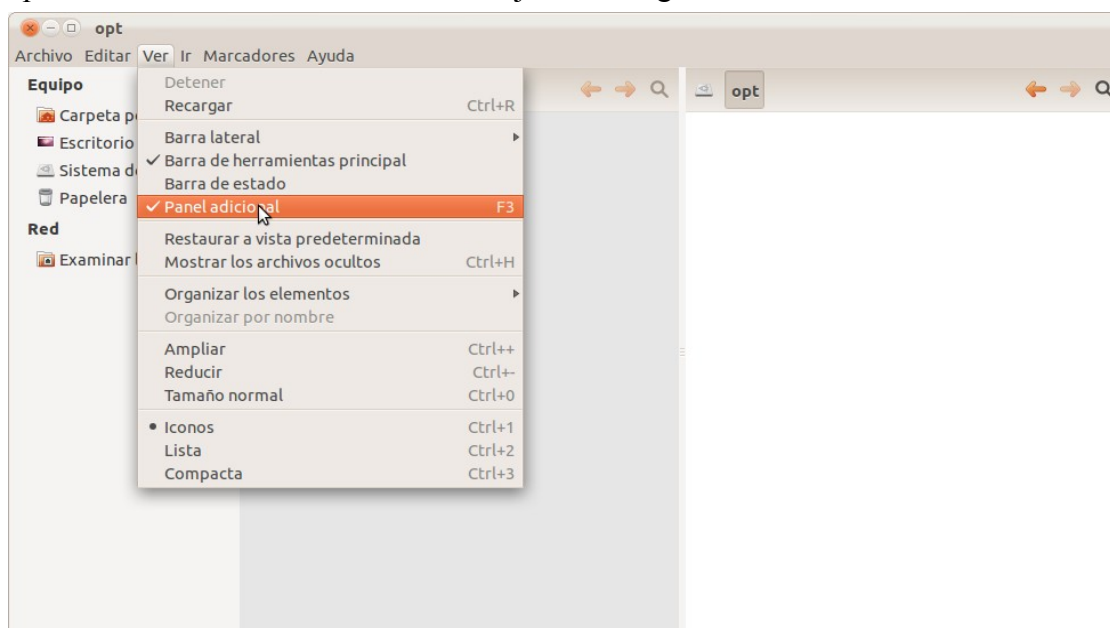 opt
Archivo Editar Ver Ir Marcadores Ayuda
Equipo
Carpeta
Escritorio
Sistema
Papelera
Red
Examinar
Detener
Recargar Ctrl+R
Barra lateral
Barra de herramientas principal
Barra de estado
Panel adicional F3
Restaurar a vista predeterminada
Mostrar los archivos ocultos Ctrl+H
Organizar los elementos
Organizar por nombre
Ampliar Ctrl++
Reducir Ctrl+-
Tamaño normal Ctrl+0
Iconos Ctrl+1
Lista Ctrl+2
Compacta Ctrl+3
opt